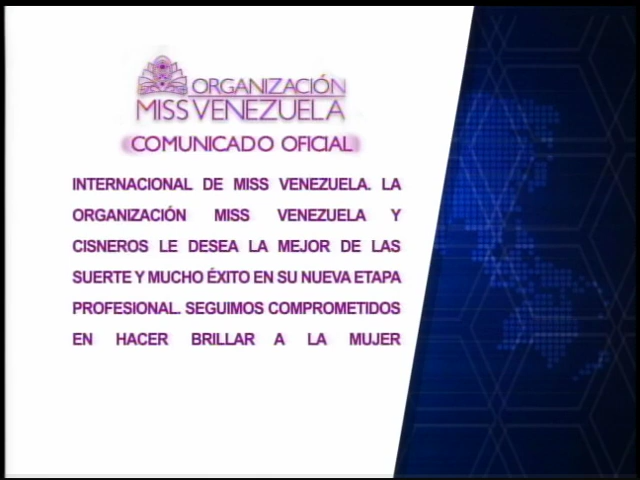 ORGANIZACIÓN
MISS VENEZUELA
COMUNICADO OFICIAL
INTERNACIONAL DE MISS VENEZUELA. LA
ORGANIZACIÓN MISS VENEZUELA Y
CISNEROS LE DESEA LA MEJOR DE LAS
SUERTE Y MUCHO ÉXITO EN SU NUEVA ETAPA
PROFESIONAL. SEGUIMOS COMPROMETIDOS
EN HACER BRILLAR A LA MUJER